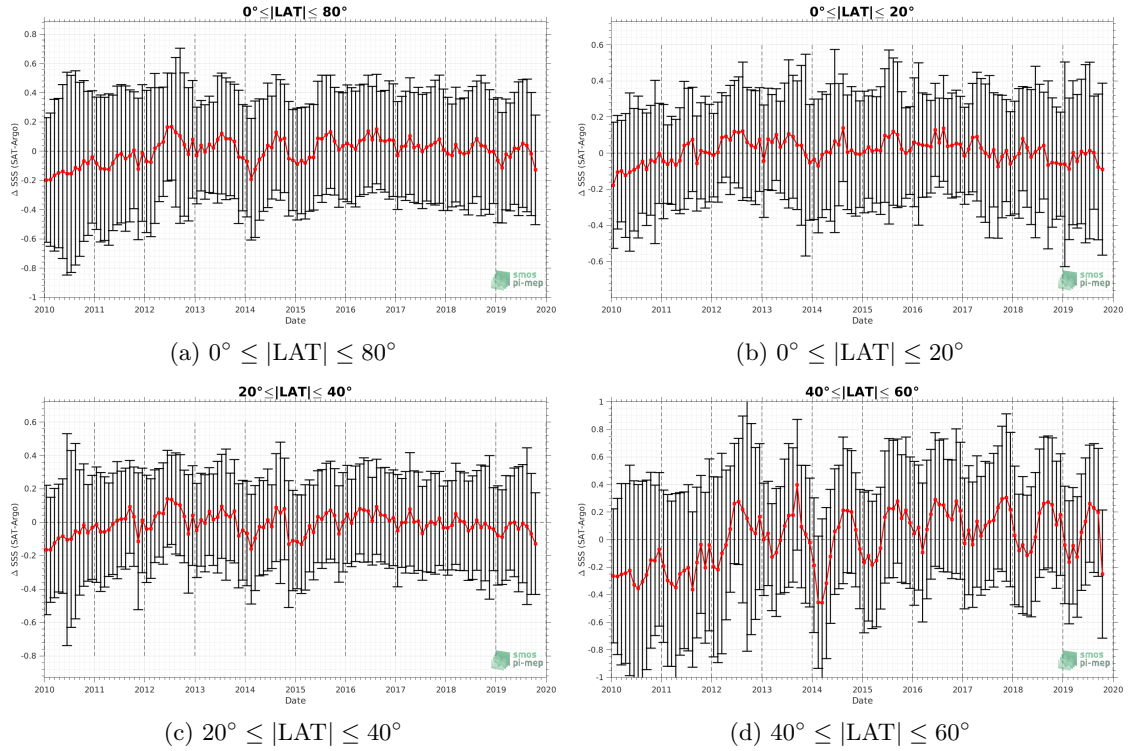 0°≤|LAT|≤ 80°
0.8
0.6
0.4
0.2
0
-0.2
-0.4
-0.6
-0.8
-1
Δ SSS (SAT-Argo)
2010 2011 2012 2013 2014 2015 2016 2017 2018 2019 2020
Date
smos
pi-mep
(a) 0° ≤ |LAT| ≤ 80°
0°≤|LAT|≤ 20°
0.6
0.4
0.2
0
-0.2
-0.4
-0.6
Δ SSS (SAT-Argo)
2010 2011 2012 2013 2014 2015 2016 2017 2018 2019 2020
Date
smos
pi-mep
(b) 0° ≤ |LAT| ≤ 20°
20°≤|LAT|≤ 40°
0.6
0.4
0.2
0
-0.2
-0.4
-0.6
-0.8
Δ SSS (SAT-Argo)
2010 2011 2012 2013 2014 2015 2016 2017 2018 2019 2020
Date
smos
pi-mep
(c) 20° ≤ |LAT| ≤ 40°
40°≤|LAT|≤ 60°
1
0.8
0.6
0.4
0.2
0
-0.2
-0.4
-0.6
-0.8
-1
Δ SSS (SAT-Argo)
2010 2011 2012 2013 2014 2015 2016 2017 2018 2019 2020
Date
smos
pi-mep
(d) 40° ≤ |LAT| ≤ 60°